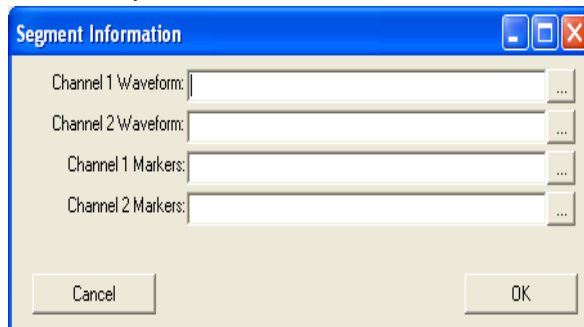 Segment Information
Channel 1 Waveform: ...
Channel 2 Waveform: ...
Channel 1 Markers: ...
Channel 2 Markers: ...
Cancel OK